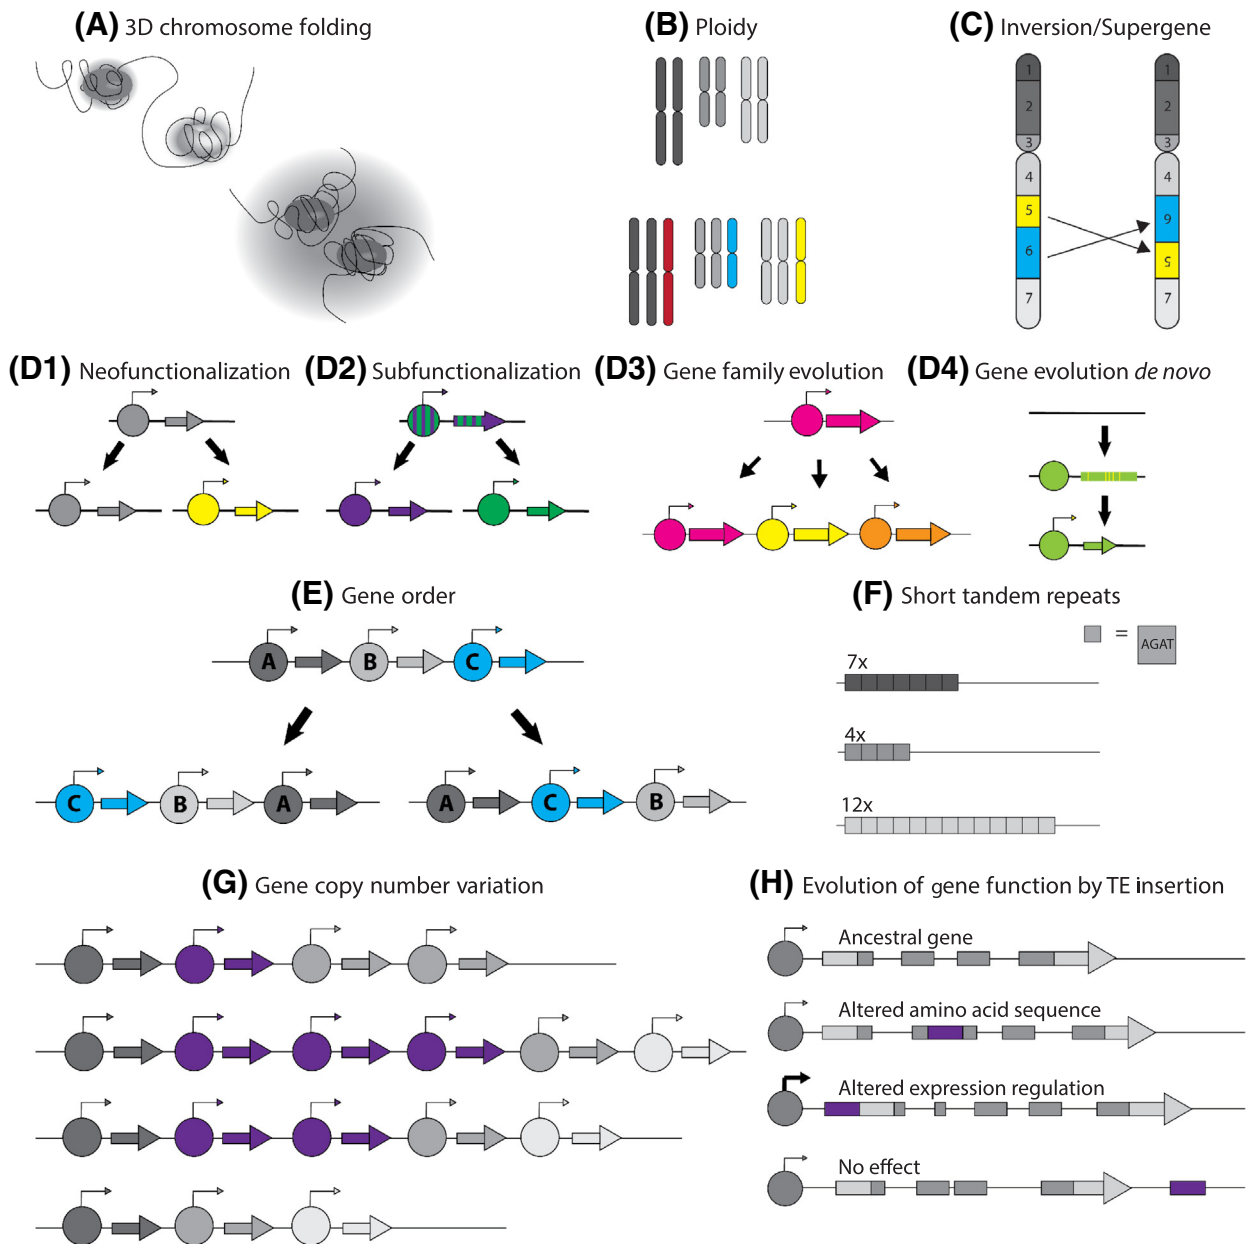 (A) 3D chromosome folding
(B) Ploidy
(C) Inversion/Supergene
1
2
3
4
5
6
7
1
2
3
4
9
5
7
(D1) Neofunctionalization
(D2) Subfunctionalization
(D3) Gene family evolution
(D4) Gene evolution de novo
(E) Gene order
A B C
C B A
A C B
(F) Short tandem repeats
= AGAT
7x
4x
12x
(G) Gene copy number variation
(H) Evolution of gene function by TE insertion
Ancestral gene
Altered amino acid sequence
Altered expression regulation
No effect